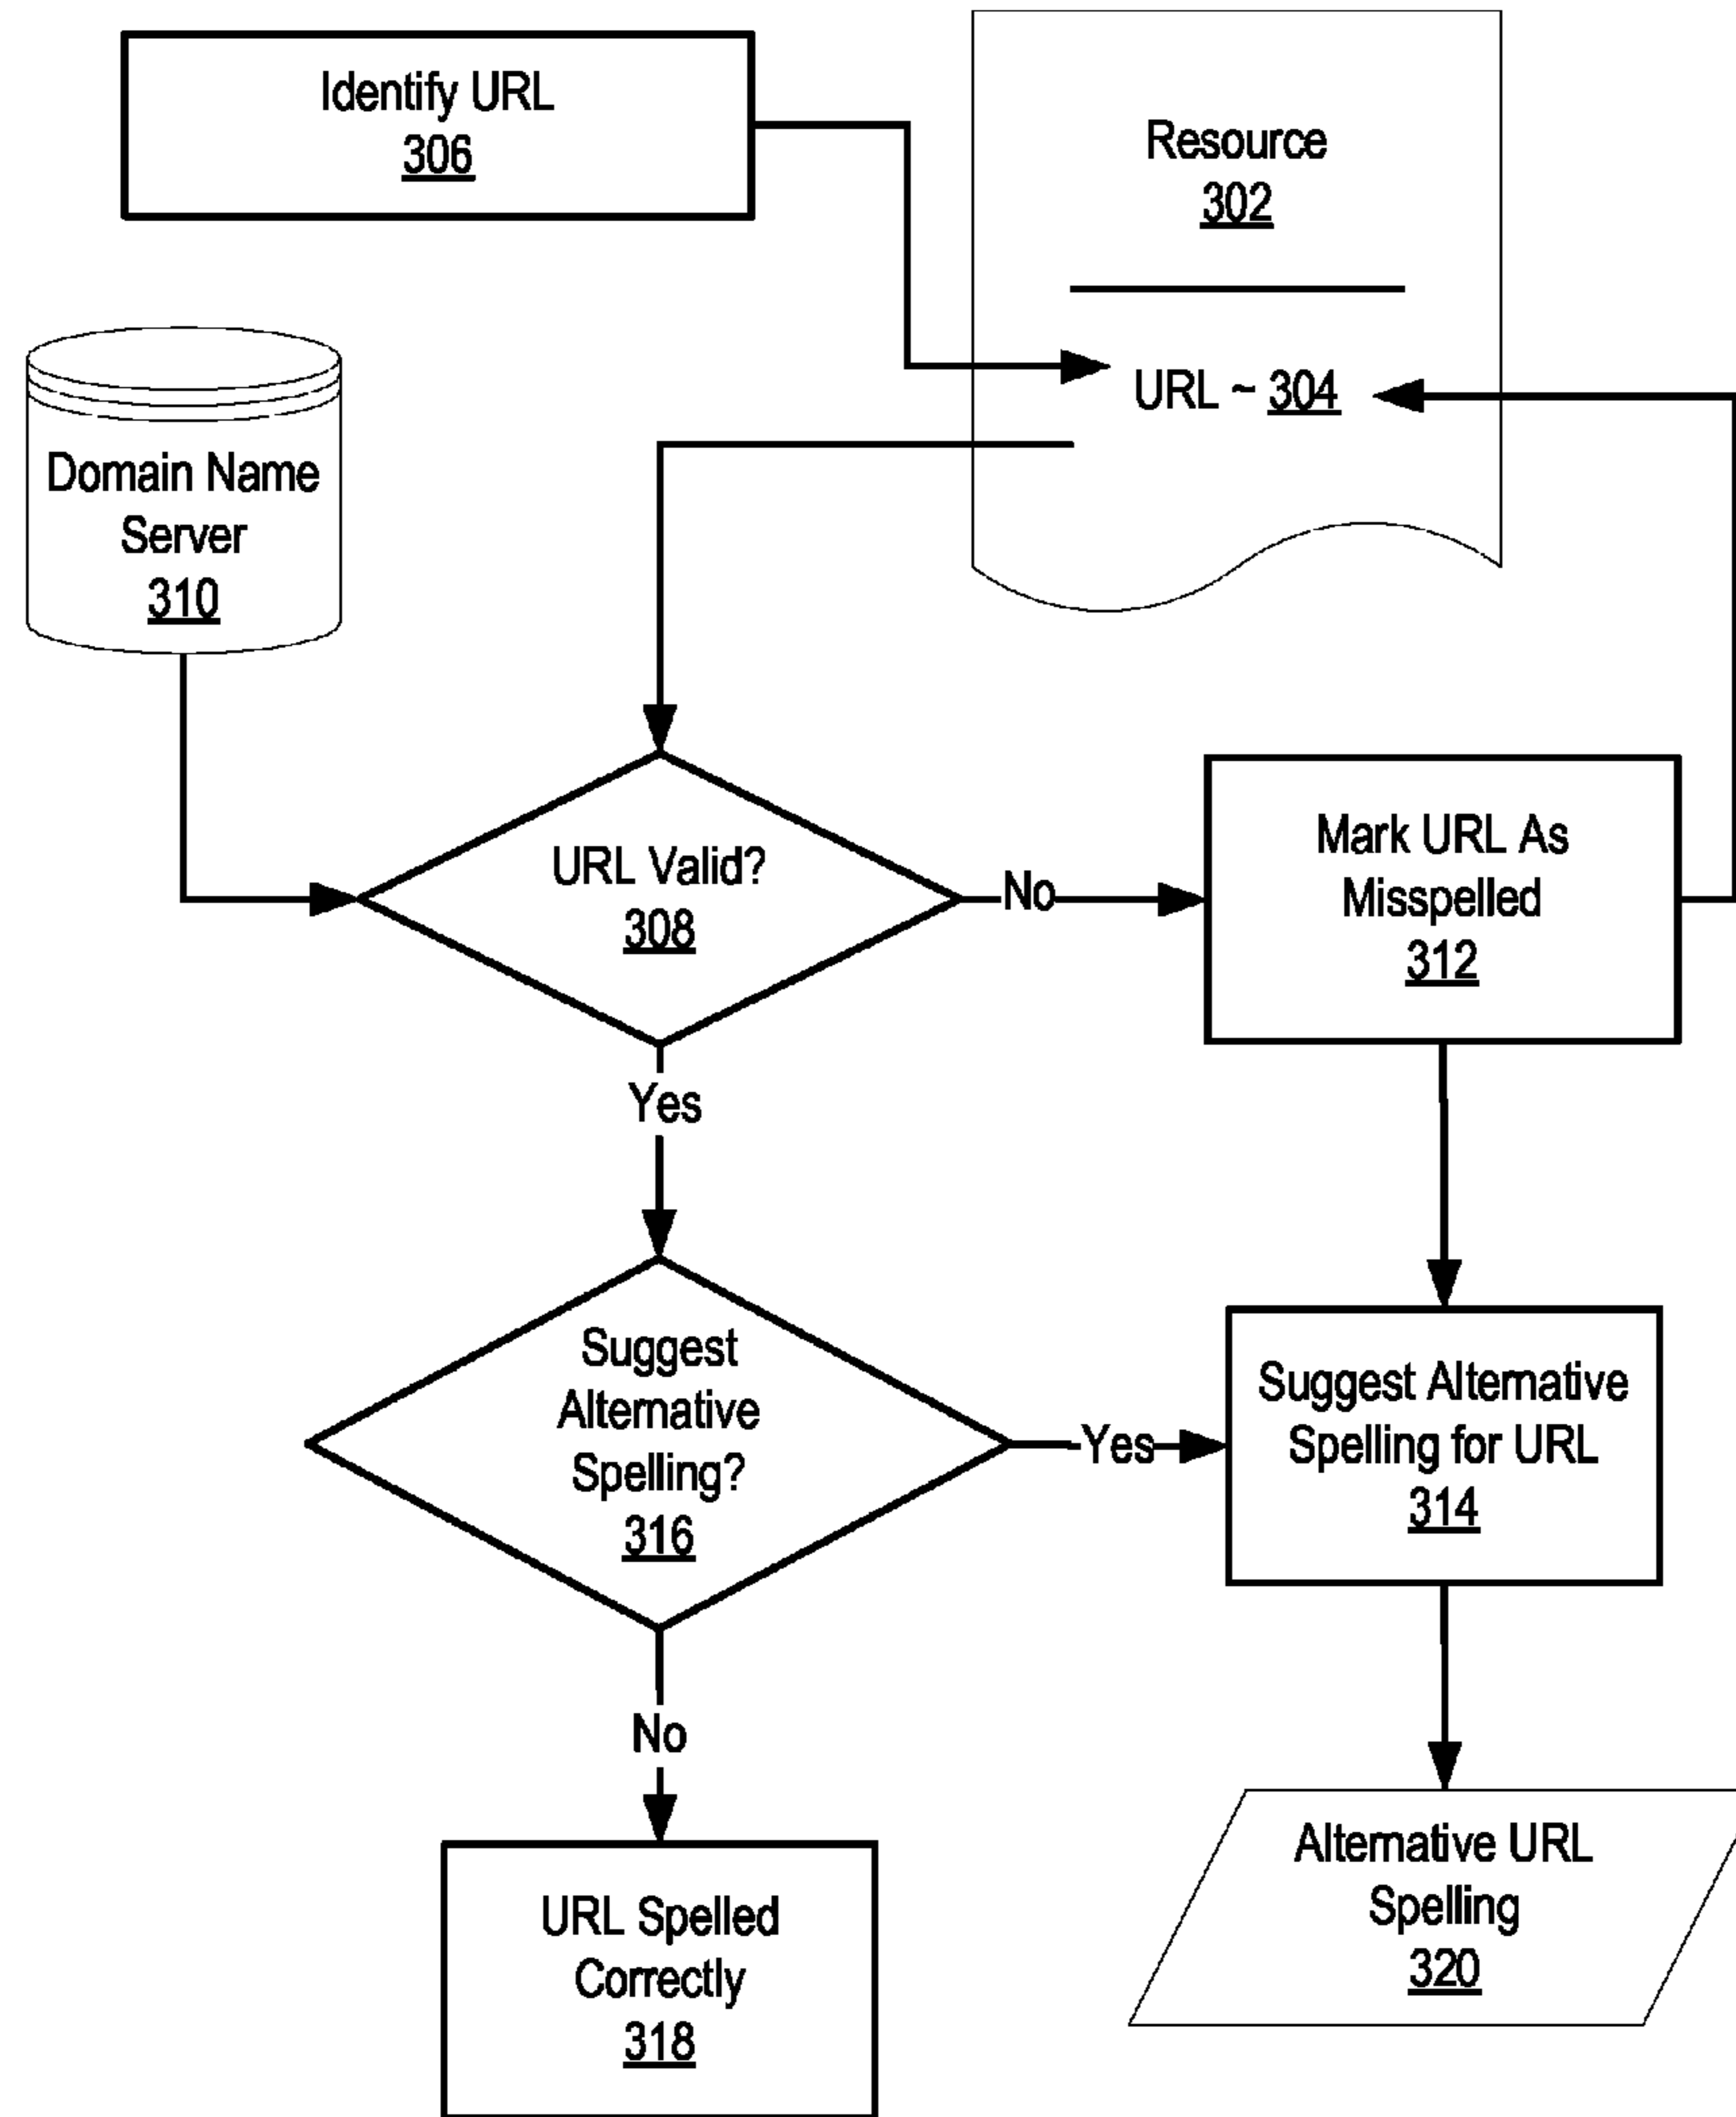 Identify URL
306
Resource
302
URL ~ 304
Domain Name
Server
310
URL Valid?
308
No
Mark URL As
Misspelled
312
Yes
Suggest
Alternative
Spelling?
316
Yes
Suggest Alternative
Spelling for URL
314
No
URL Spelled
Correctly
318
Alternative URL
Spelling
320